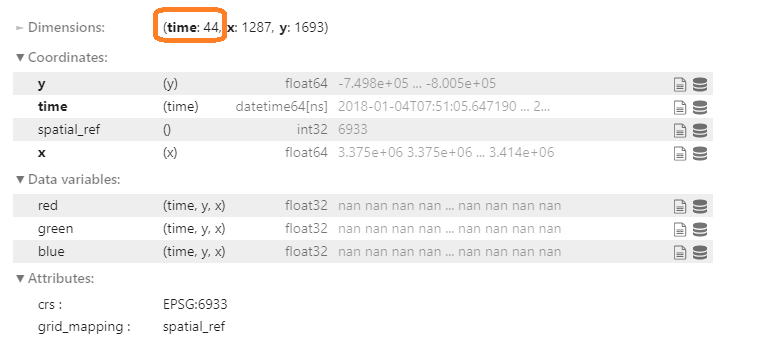 ► Dimensions: (time: 44, x: 1287, y: 1693)
▼ Coordinates:
y (y) float64 -7.498e+05 ... -8.005e+05
time (time) datetime64[ns] 2018-01-04T07:51:05.647190 ... 2...
spatial_ref () int32 6933
x (x) float64 3.375e+06 3.375e+06 ... 3.414e+06
▼ Data variables:
red (time, y, x) float32 nan nan nan nan ... nan nan nan nan
green (time, y, x) float32 nan nan nan nan ... nan nan nan nan
blue (time, y, x) float32 nan nan nan nan ... nan nan nan nan
▼ Attributes:
crs : EPSG:6933
grid_mapping : spatial_ref